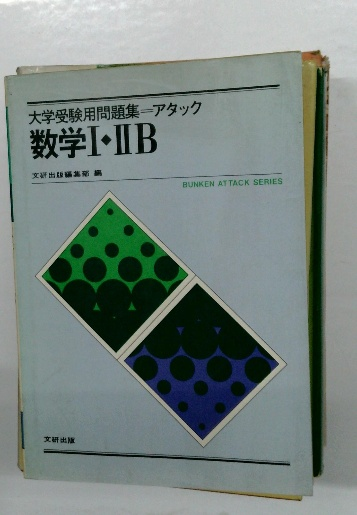 大学受験用問題集=アタック
数学I・IIB
文研出版編集部 編
BUNKEN ATTACK SERIES
文研出版